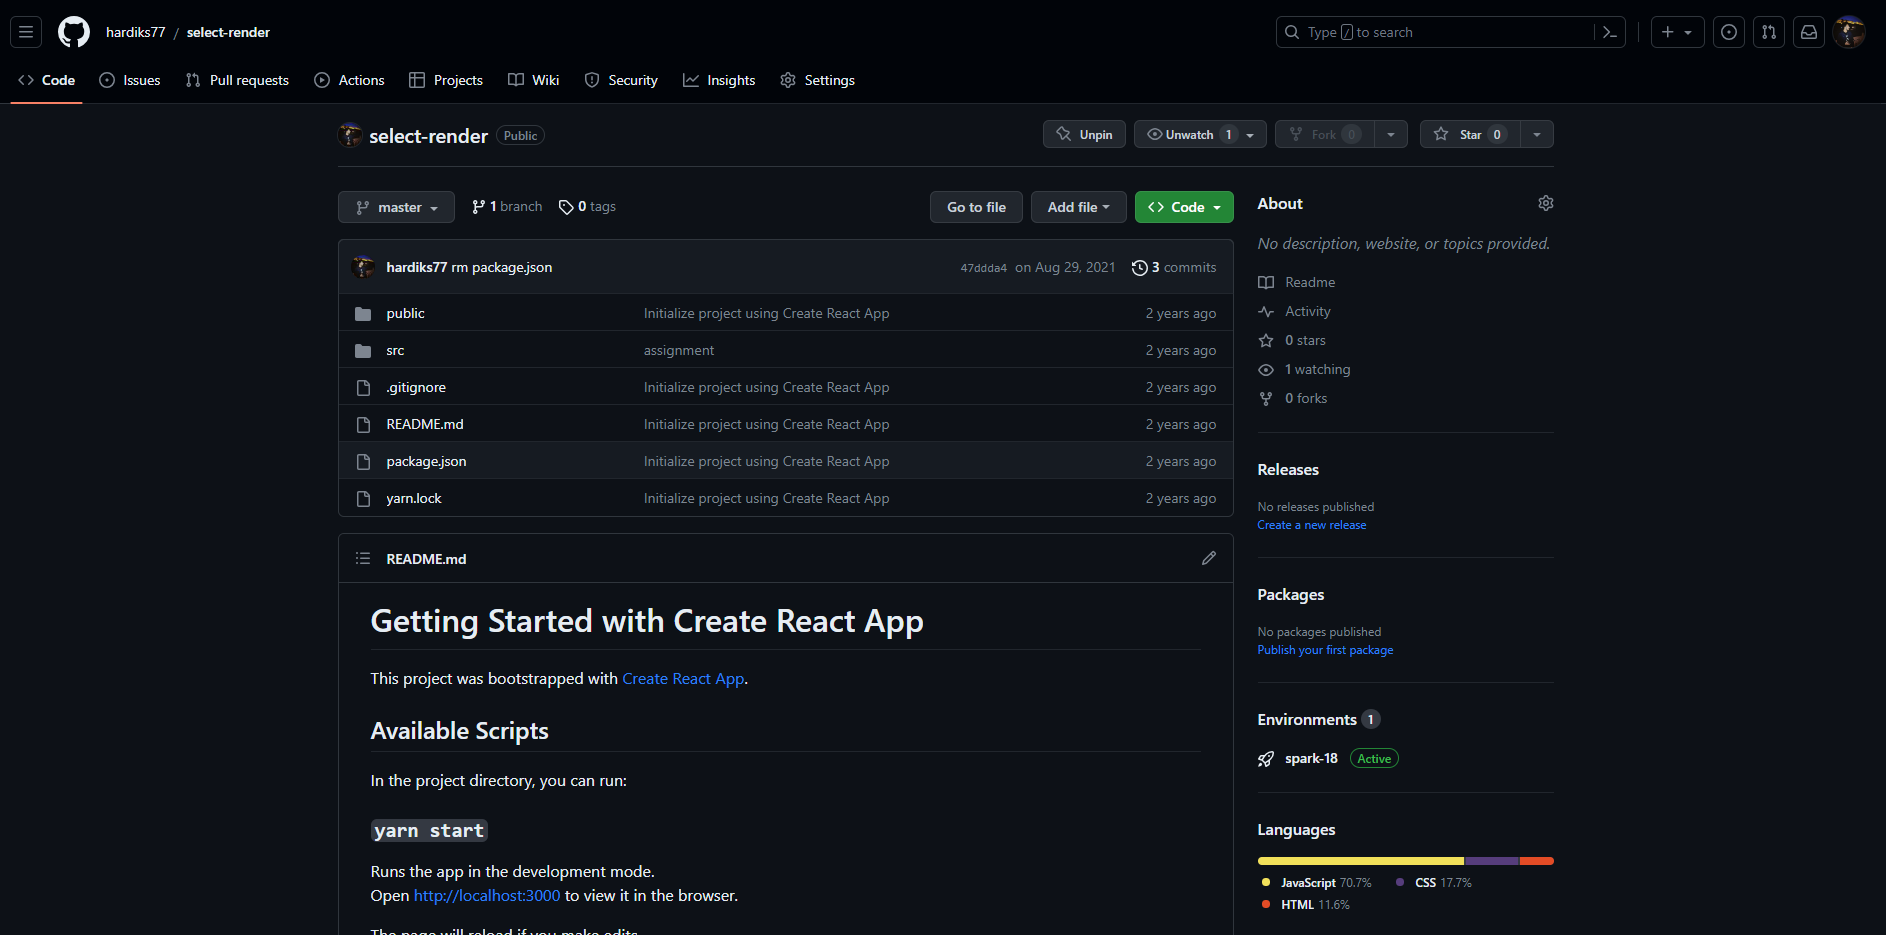 hardiks77 / select-render
Type / to search
Code Issues Pull requests Actions Projects Wiki Security Insights Settings
select-render Public
Unpin Unwatch 1 Fork 0 Star 0
master 1 branch 0 tags Go to file Add file Code
hardiks77 rm package.json 47ddda4 on Aug 29, 2021 3 commits
public Initialize project using Create React App 2 years ago
src assignment 2 years ago
.gitignore Initialize project using Create React App 2 years ago
README.md Initialize project using Create React App 2 years ago
package.json Initialize project using Create React App 2 years ago
yarn.lock Initialize project using Create React App 2 years ago
README.md
Getting Started with Create React App
This project was bootstrapped with Create React App.
Available Scripts
In the project directory, you can run:
yarn start
Runs the app in the development mode.
Open http://localhost:3000 to view it in the browser.
The page will reload if you make edits.
About
No description, website, or topics provided.
Readme
Activity
0 stars
1 watching
0 forks
Releases
No releases published
Create a new release
Packages
No packages published
Publish your first package
Environments 1
spark-18 Active
Languages
JavaScript 70.7% CSS 17.7%
HTML 11.6%